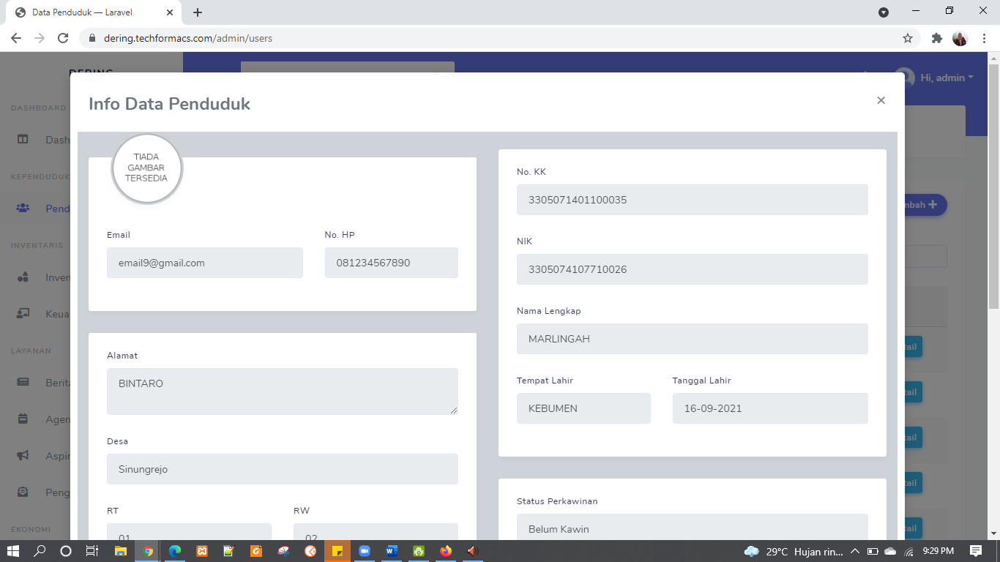 Data Penduduk — Laravel
dering.techformacs.com/admin/users
DERING
Hi, admin
Info Data Penduduk
×
DASHBOARD
Dash
KEPENDUDUK
Pend
INVENTARIS
Inven
Keua
LAYANAN
Berita
Agen
Aspir
Peng
EKONOMI
TIADA
GAMBAR
TERSEDIA
Email
No. HP
email9@gmail.com
081234567890
Alamat
BINTARO
Desa
Sinungrejo
RT
RW
01
02
No. KK
3305071401100035
NIK
3305074107710026
Nama Lengkap
MARLINGAH
Tempat Lahir
Tanggal Lahir
KEBUMEN
16-09-2021
Status Perkawinan
Belum Kawin
mbah
tail
tail
tail
tail
tail
29°C Hujan rin...
9:29 PM